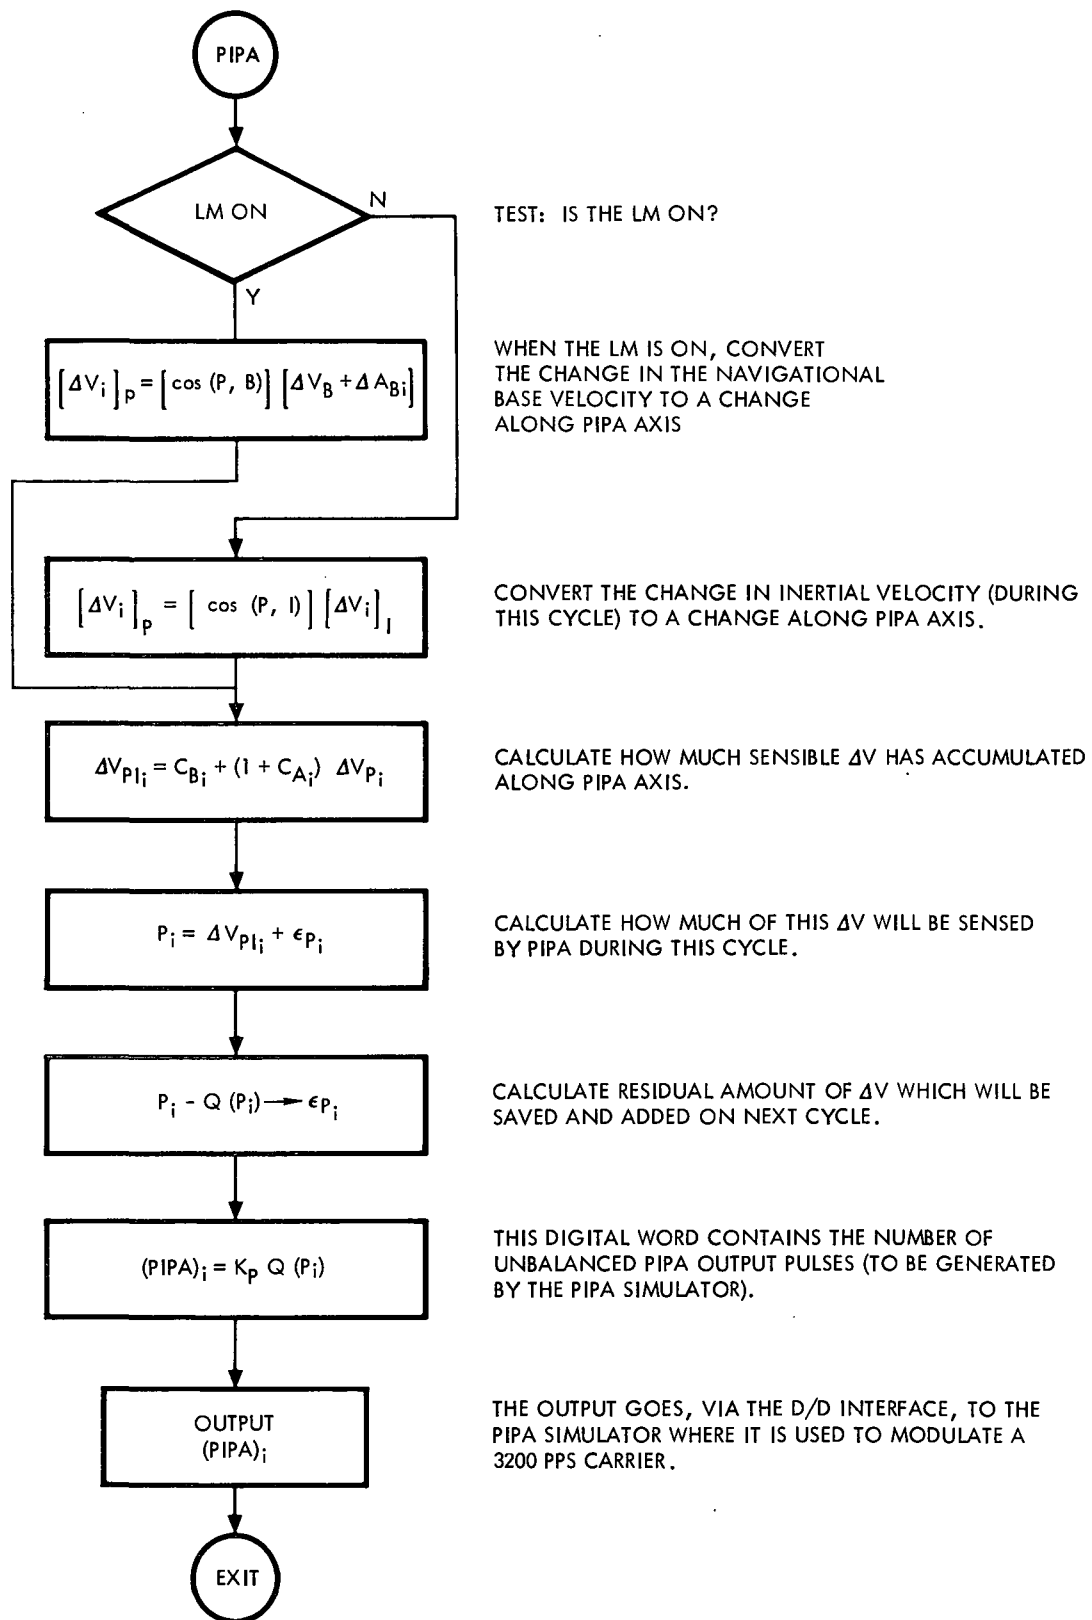 PIPA
LM ON
N
TEST: IS THE LM ON?
Y
[ΔV_i]_p = [cos (P, B)] [ΔV_B + ΔA_Bi]
WHEN THE LM IS ON, CONVERT
THE CHANGE IN THE NAVIGATIONAL
BASE VELOCITY TO A CHANGE
ALONG PIPA AXIS
[ΔV_i]_p = [cos (P, I)] [ΔV_i]_I
CONVERT THE CHANGE IN INERTIAL VELOCITY (DURING
THIS CYCLE) TO A CHANGE ALONG PIPA AXIS.
ΔV_PI_i = C_B_i + (1 + C_A_i) ΔV_P_i
CALCULATE HOW MUCH SENSIBLE ΔV HAS ACCUMULATED
ALONG PIPA AXIS.
P_i = ΔV_PI_i + ϵ_P_i
CALCULATE HOW MUCH OF THIS ΔV WILL BE SENSED
BY PIPA DURING THIS CYCLE.
P_i - Q (P_i) → ϵ_P_i
CALCULATE RESIDUAL AMOUNT OF ΔV WHICH WILL BE
SAVED AND ADDED ON NEXT CYCLE.
(PIPA)_i = K_p Q (P_i)
THIS DIGITAL WORD CONTAINS THE NUMBER OF
UNBALANCED PIPA OUTPUT PULSES (TO BE GENERATED
BY THE PIPA SIMULATOR).
OUTPUT
(PIPA)_i
THE OUTPUT GOES, VIA THE D/D INTERFACE, TO THE
PIPA SIMULATOR WHERE IT IS USED TO MODULATE A
3200 PPS CARRIER.
EXIT